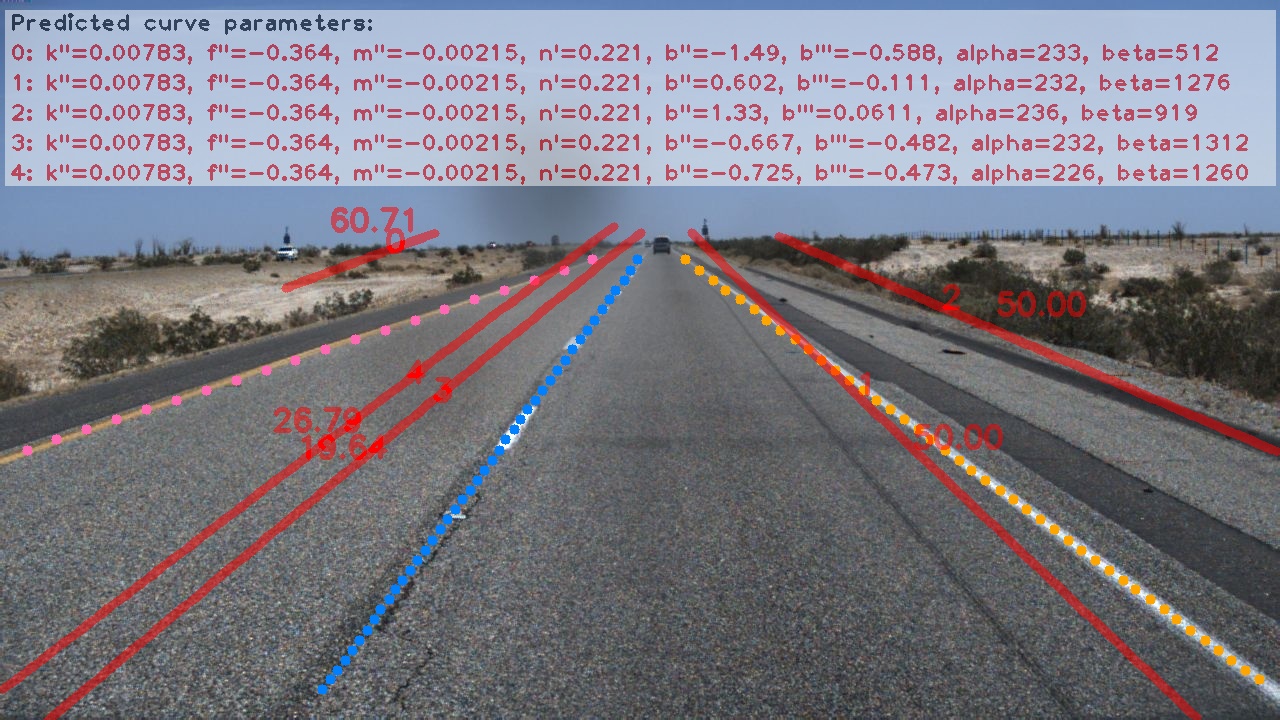 Predicted curve parameters:
0: k''=0.00783, f''=-0.364, m''=-0.00215, n'=0.221, b''=-1.49, b'''=-0.588, alpha=233, beta=512
1: k''=0.00783, f''=-0.364, m''=-0.00215, n'=0.221, b''=0.602, b'''=-0.111, alpha=232, beta=1276
2: k''=0.00783, f''=-0.364, m''=-0.00215, n'=0.221, b''=1.33, b'''=0.0611, alpha=236, beta=919
3: k''=0.00783, f''=-0.364, m''=-0.00215, n'=0.221, b''=-0.667, b'''=-0.482, alpha=232, beta=1312
4: k''=0.00783, f''=-0.364, m''=-0.00215, n'=0.221, b''=-0.725, b'''=-0.473, alpha=226, beta=1260
60.71
0
2 50.00
4
1
3
26.79
50.00
19.64